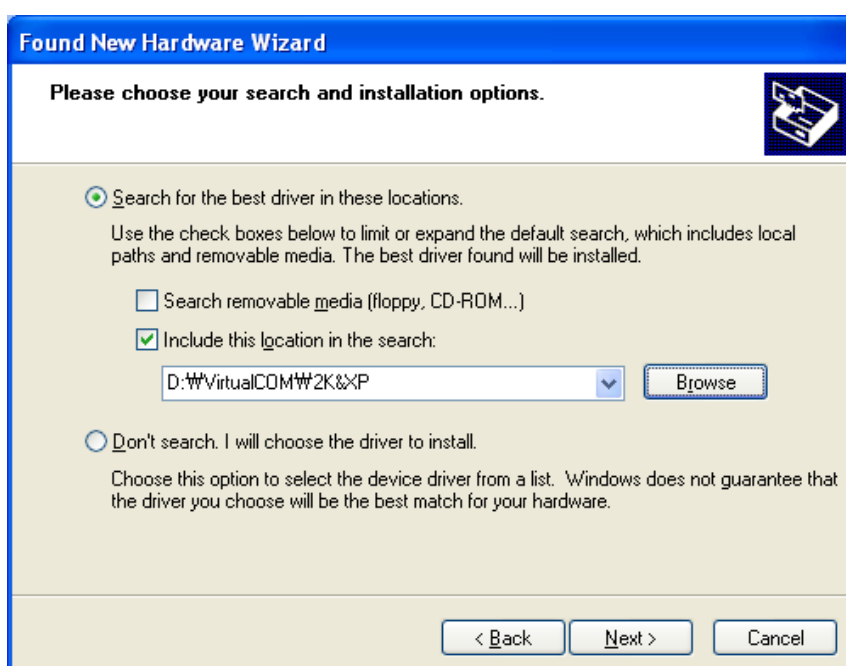 Found New Hardware Wizard
Please choose your search and installation options.
Search for the best driver in these locations.
Use the check boxes below to limit or expand the default search, which includes local
paths and removable media. The best driver found will be installed.
Search removable media (floppy, CD-ROM...)
Include this location in the search:
D:₩VirtualCOM₩2K&XP
Browse
Don't search. I will choose the driver to install.
Choose this option to select the device driver from a list. Windows does not guarantee that
the driver you choose will be the best match for your hardware.
< Back Next > Cancel